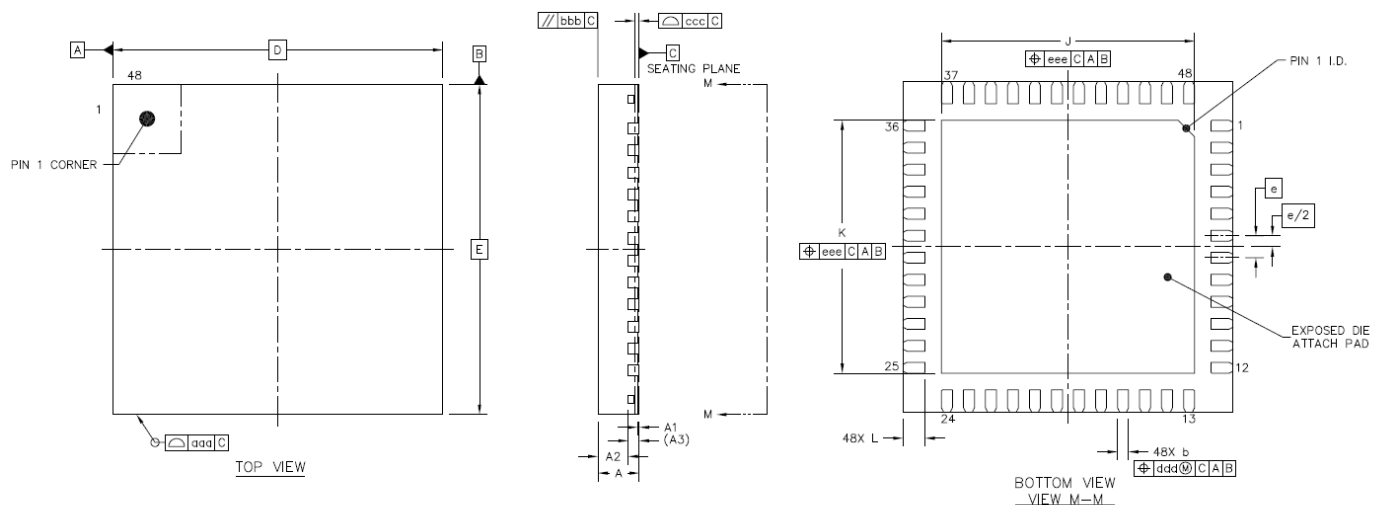 A
D
B
48
1
PIN 1 CORNER
E
⌓ aaa C
TOP VIEW
// bbb C
⌓ ccc C
C
SEATING PLANE
M
M
A1
(A3)
A2
A
J
⌖ eee C A B
PIN 1 I.D.
37
48
36
1
e
e/2
K
⌖ eee C A B
EXPOSED DIE
ATTACH PAD
25
12
24
13
48X L
48X b
⌖ ddd Ⓜ C A B
BOTTOM VIEW
VIEW M-M